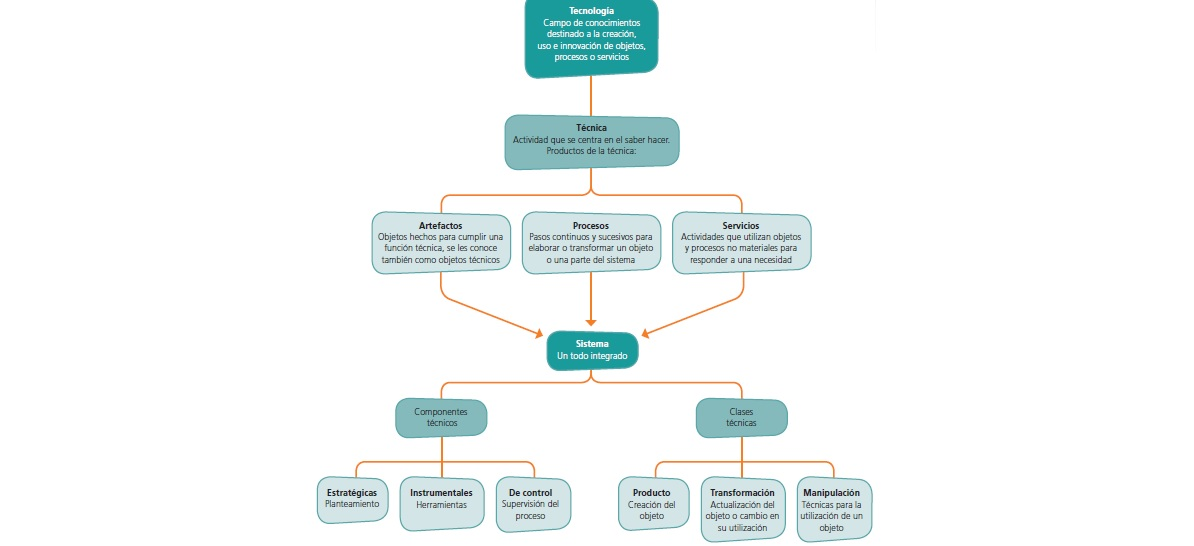 Tecnología
Campo de conocimientos
destinado a la creación,
uso e innovación de objetos,
procesos o servicios
Técnica
Actividad que se centra en el saber hacer.
Productos de la técnica:
Artefactos
Objetos hechos para cumplir una
función técnica, se les conoce
también como objetos técnicos
Procesos
Pasos continuos y sucesivos para
elaborar o transformar un objeto
o una parte del sistema
Servicios
Actividades que utilizan objetos
y procesos no materiales para
responder a una necesidad
Sistema
Un todo integrado
Componentes
técnicos
Clases
técnicas
Estratégicas
Planteamiento
Instrumentales
Herramientas
De control
Supervisión del
proceso
Producto
Creación del
objeto
Transformación
Actualización del
objeto o cambio en
su utilización
Manipulación
Técnicas para la
utilización de un
objeto